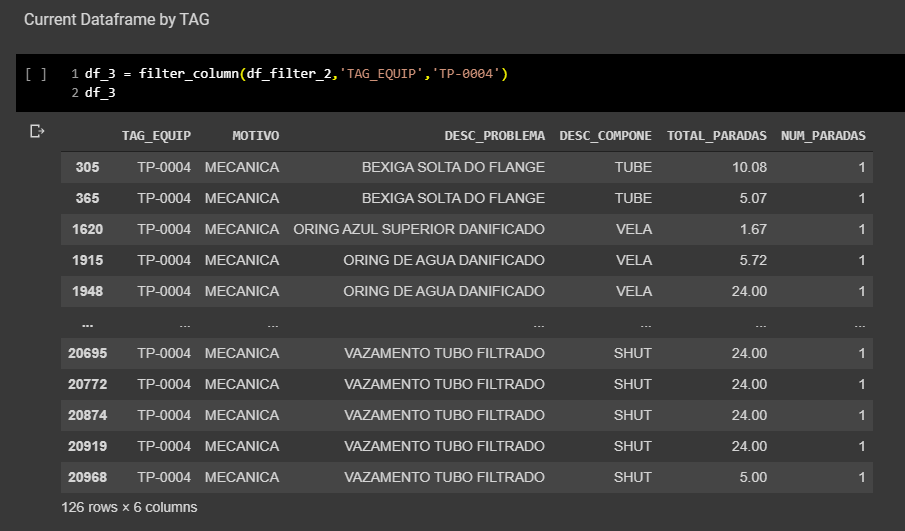 Current Dataframe by TAG
[ ] 1 df_3 = filter_column(df_filter_2,'TAG_EQUIP','TP-0004')
2 df_3
TAG_EQUIP MOTIVO DESC_PROBLEMA DESC_COMPONE TOTAL_PARADAS NUM_PARADAS
305 TP-0004 MECANICA BEXIGA SOLTA DO FLANGE TUBE 10.08 1
365 TP-0004 MECANICA BEXIGA SOLTA DO FLANGE TUBE 5.07 1
1620 TP-0004 MECANICA ORING AZUL SUPERIOR DANIFICADO VELA 1.67 1
1915 TP-0004 MECANICA ORING DE AGUA DANIFICADO VELA 5.72 1
1948 TP-0004 MECANICA ORING DE AGUA DANIFICADO VELA 24.00 1
... ... ... ... ... ... ...
20695 TP-0004 MECANICA VAZAMENTO TUBO FILTRADO SHUT 24.00 1
20772 TP-0004 MECANICA VAZAMENTO TUBO FILTRADO SHUT 24.00 1
20874 TP-0004 MECANICA VAZAMENTO TUBO FILTRADO SHUT 24.00 1
20919 TP-0004 MECANICA VAZAMENTO TUBO FILTRADO SHUT 24.00 1
20968 TP-0004 MECANICA VAZAMENTO TUBO FILTRADO SHUT 5.00 1
126 rows × 6 columns